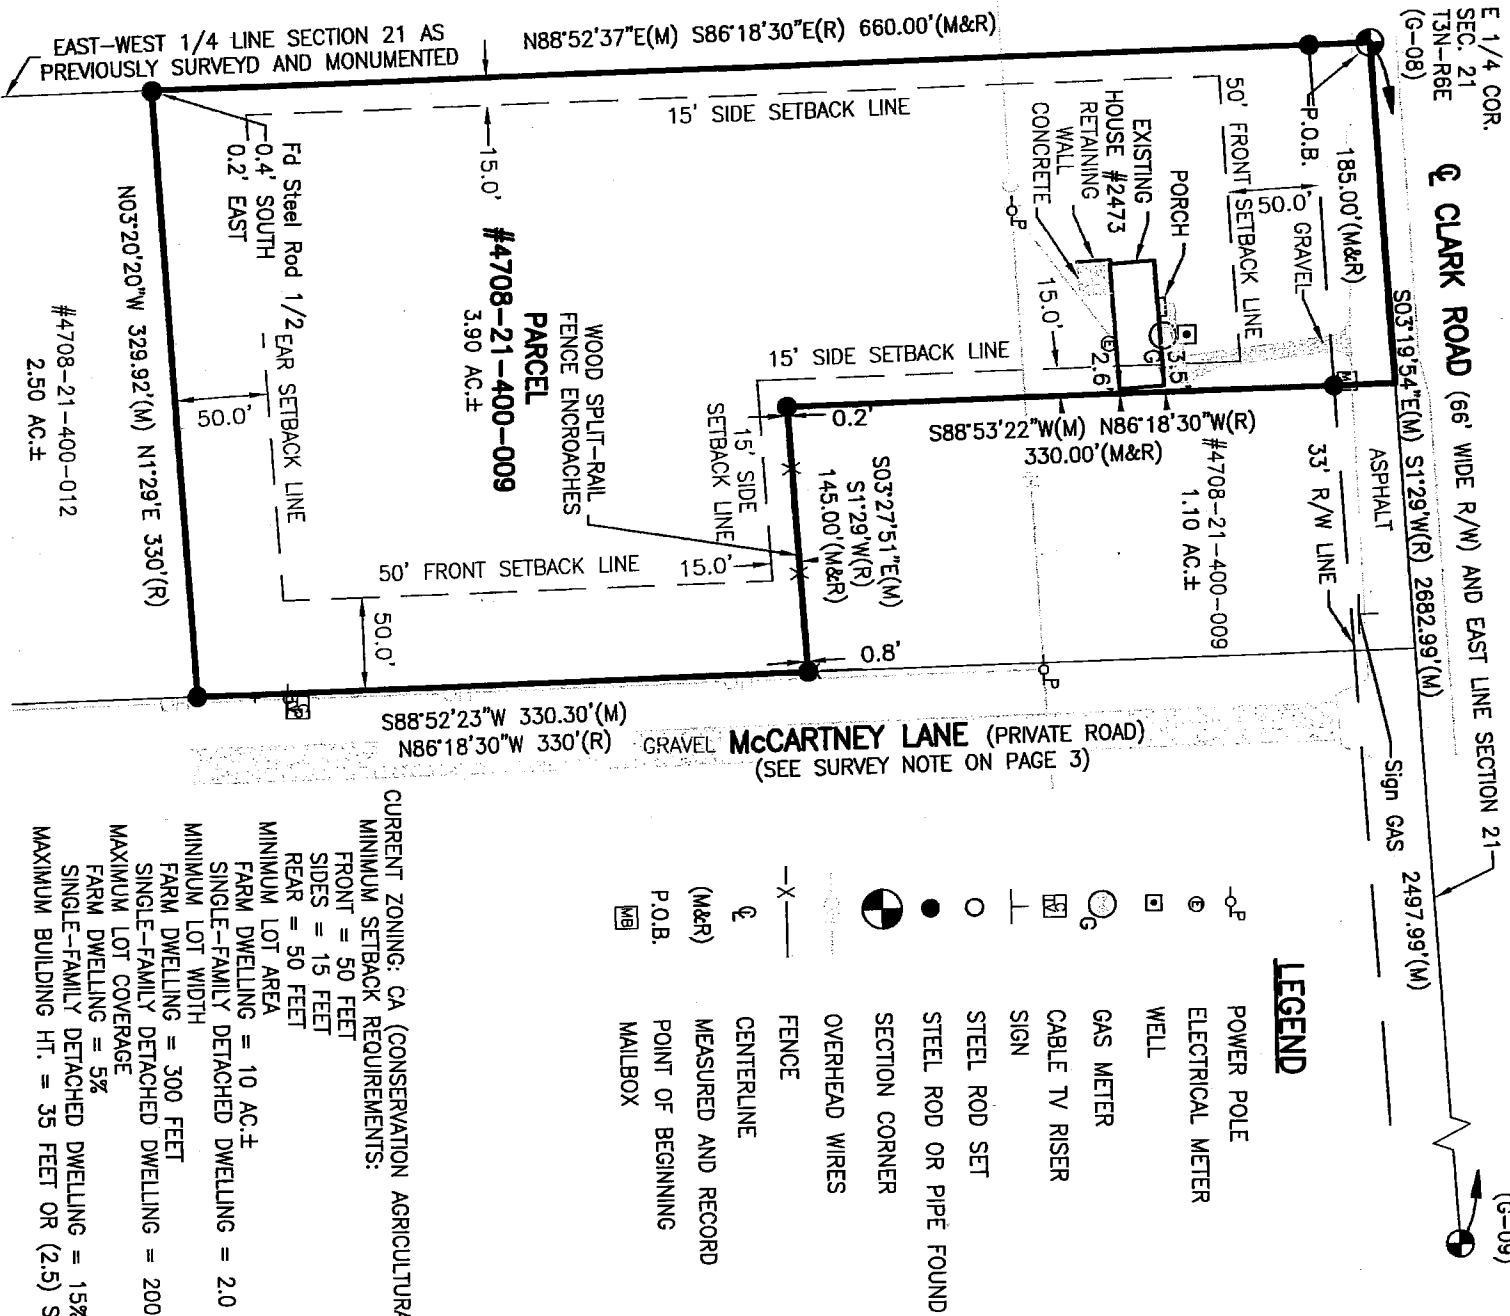 E 1/4 COR.
SEC. 21
T3N-R6E
(G-08)
℄ CLARK ROAD (66' WIDE R/W) AND EAST LINE SECTION 21
EAST-WEST 1/4 LINE SECTION 21 AS
PREVIOUSLY SURVEYD AND MONUMENTED
N88°52'37"E(M) S86°18'30"E(R) 660.00'(M&R)
P.O.B.
185.00'(M&R)
S03°19'54"E(M) S1°29'W(R) 2682.99'(M)
2497.99'(M)
15' SIDE SETBACK LINE
50' FRONT SETBACK LINE
50.0'
GRAVEL
PORCH
EXISTING
HOUSE #2473
RETAINING
WALL
CONCRETE
P
15.0'
E
2.6'
G
3.5'
15.0'
Fd Steel Rod 1/2
0.4' SOUTH
0.2' EAST
N03°20'20"W 329.92'(M) N1°29'E 330'(R)
#4708-21-400-012
2.50 AC.±
EAR SETBACK LINE
50.0'
PARCEL
#4708-21-400-009
3.90 AC.±
WOOD SPLIT-RAIL
FENCE ENCROACHES
15' SIDE SETBACK LINE
15' SIDE
SETBACK LINE
0.2'
S88°53'22"W(M) N86°18'30"W(R)
330.00'(M&R)
#4708-21-400-009
1.10 AC.±
S03°27'51"E(M)
S1°29'W(R)
145.00'(M&R)
33' R/W LINE
ASPHALT
50' FRONT SETBACK LINE
15.0'
50.0'
0.8'
P
Sign GAS
S88°52'23"W 330.30'(M)
N86°18'30"W 330'(R)
GRAVEL McCARTNEY LANE (PRIVATE ROAD)
(SEE SURVEY NOTE ON PAGE 3)
(G-09)
LEGEND
P POWER POLE
E ELECTRICAL METER
WELL
G GAS METER
CABLE TV RISER
SIGN
STEEL ROD SET
STEEL ROD OR PIPE FOUND
SECTION CORNER
OVERHEAD WIRES
-X- FENCE
℄ CENTERLINE
(M&R) MEASURED AND RECORD
P.O.B. POINT OF BEGINNING
MB MAILBOX
CURRENT ZONING: CA (CONSERVATION AGRICULTURA
MINIMUM SETBACK REQUIREMENTS:
FRONT = 50 FEET
SIDES = 15 FEET
REAR = 50 FEET
MINIMUM LOT AREA
FARM DWELLING = 10 AC.±
SINGLE-FAMILY DETACHED DWELLING = 2.0
MINIMUM LOT WIDTH
FARM DWELLING = 300 FEET
SINGLE-FAMILY DETACHED DWELLING = 200
MAXIMUM LOT COVERAGE
FARM DWELLING = 5%
SINGLE-FAMILY DETACHED DWELLING = 15%
MAXIMUM BUILDING HT. = 35 FEET OR (2.5) S